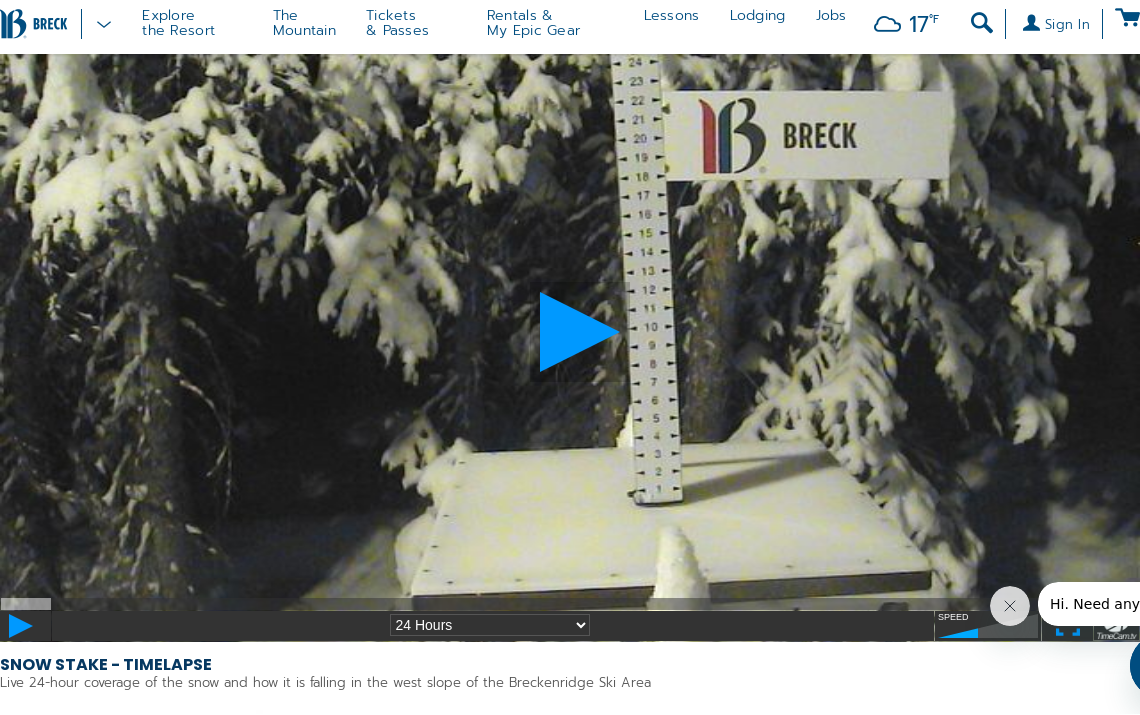 BRECK
Explore
the Resort
The
Mountain
Tickets
& Passes
Rentals &
My Epic Gear
Lessons
Lodging
Jobs
17°F
Sign In
24
23
22
21
20
19
18
17
16
15
14
13
12
11
10
9
8
7
6
5
4
3
2
1
BRECK
24 Hours
SPEED
Hi. Need any
TimeCam.tv
SNOW STAKE - TIMELAPSE
Live 24-hour coverage of the snow and how it is falling in the west slope of the Breckenridge Ski Area